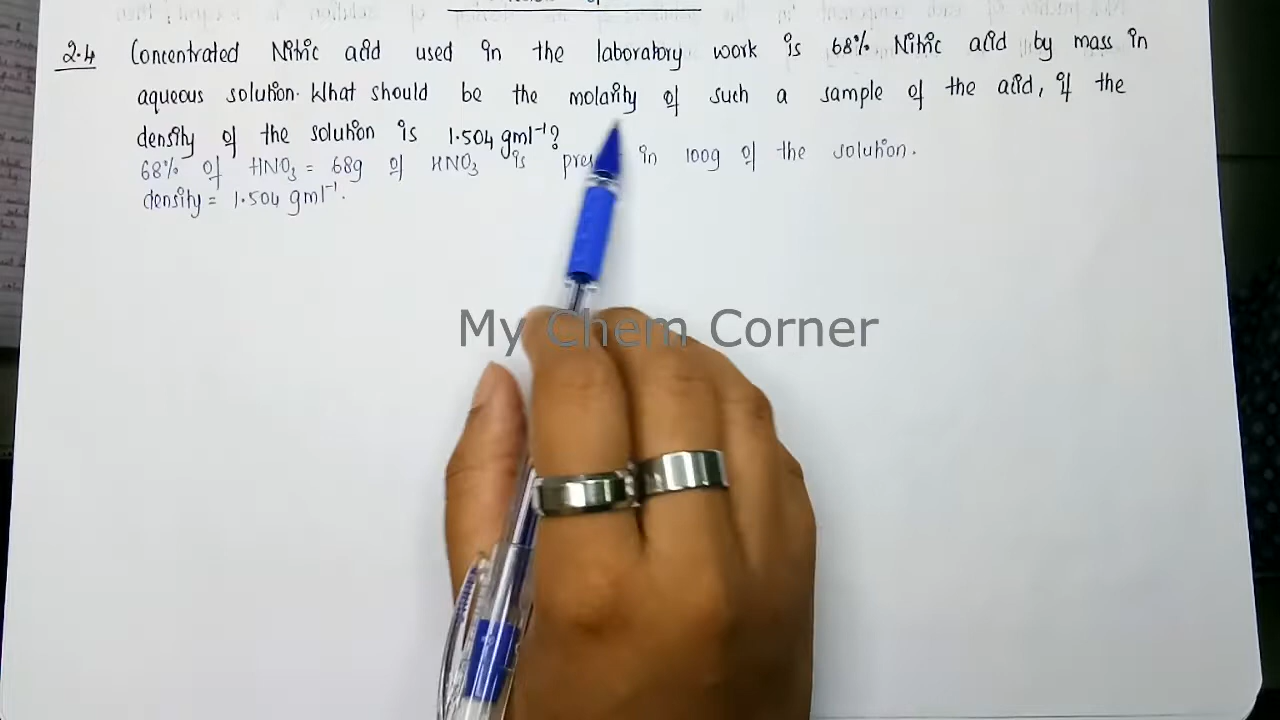 2.4 Concentrated Nitric acid used in the laboratory work is 68% Nitric acid by mass in
aqueous solution. What should be the molarity of such a sample of the acid, if the
density of the solution is 1.504 gml⁻¹?
68% of HNO₃ = 68g of HNO₃ is in 100g of the solution.
density = 1.504 gml⁻¹.
My Chem Corner